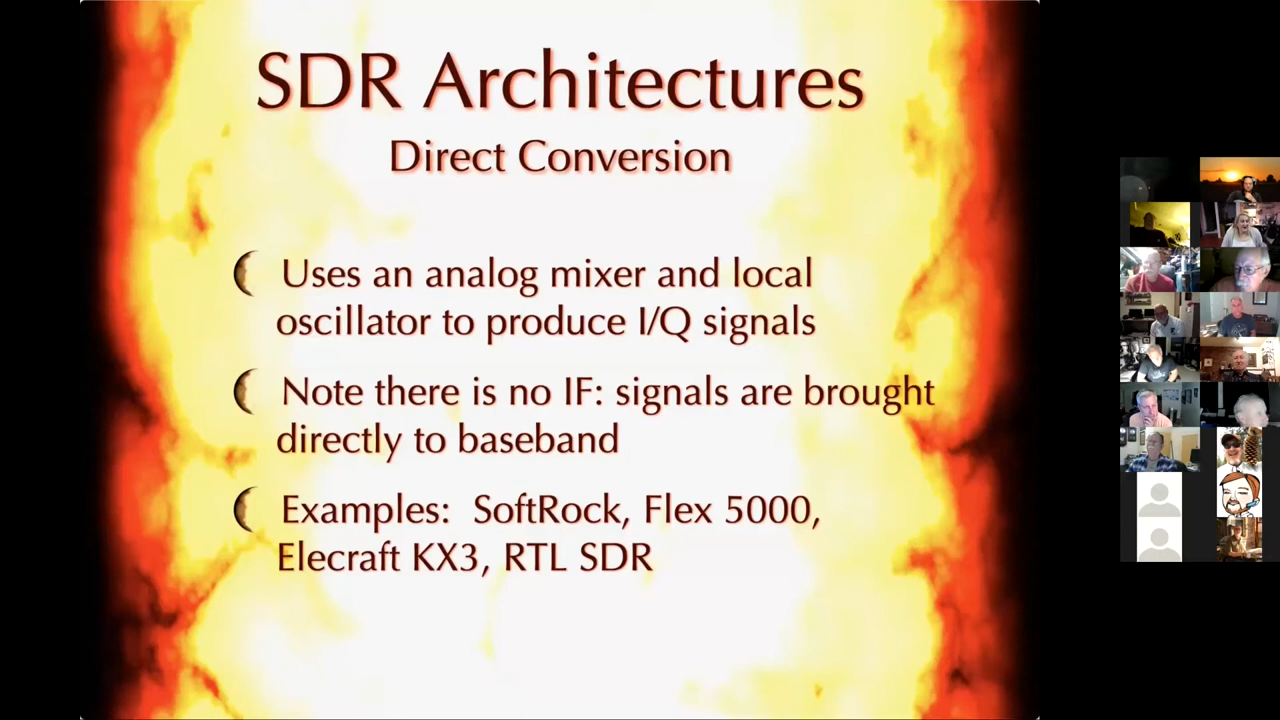 SDR Architectures
Direct Conversion
Uses an analog mixer and local
oscillator to produce I/Q signals
Note there is no IF: signals are brought
directly to baseband
Examples:  SoftRock, Flex 5000,
Elecraft KX3, RTL SDR